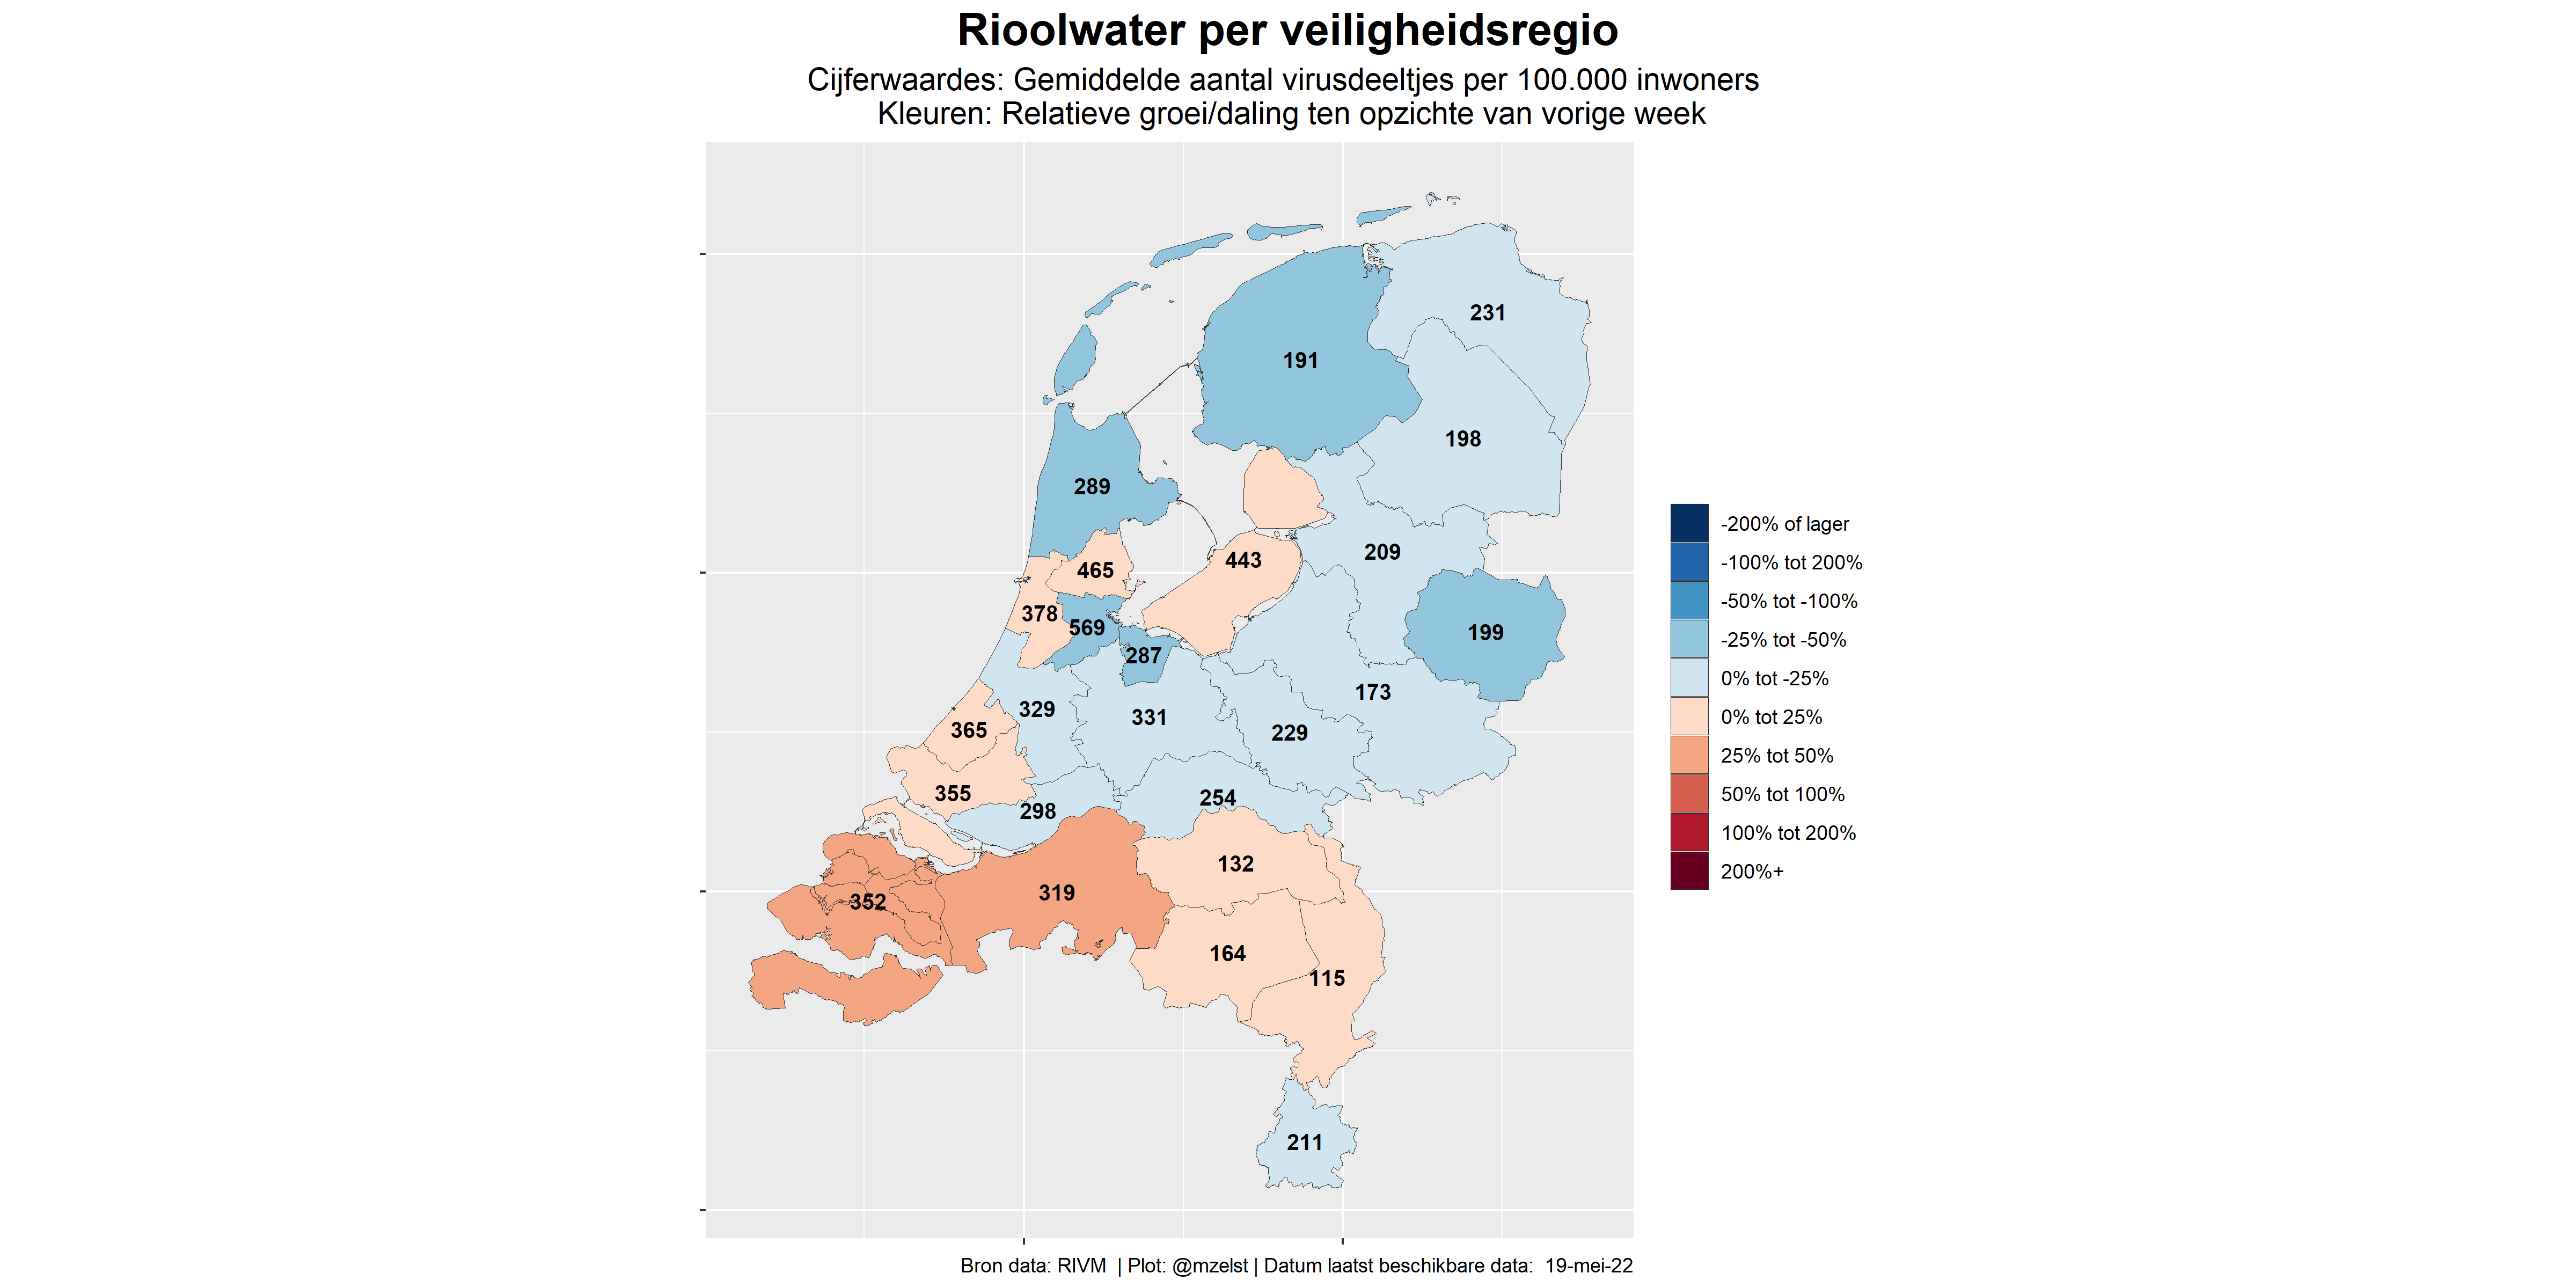 Rioolwater per veiligheidsregio
Cijferwaardes: Gemiddelde aantal virusdeeltjes per 100.000 inwoners
Kleuren: Relatieve groei/daling ten opzichte van vorige week
231
191
198
289
209
443
465
378
569
199
287
173
329
331
365
229
355
254
298
132
319
352
164
115
211
-200% of lager
-100% tot 200%
-50% tot -100%
-25% tot -50%
0% tot -25%
0% tot 25%
25% tot 50%
50% tot 100%
100% tot 200%
200%+
Bron data: RIVM | Plot: @mzelst | Datum laatst beschikbare data: 19-mei-22